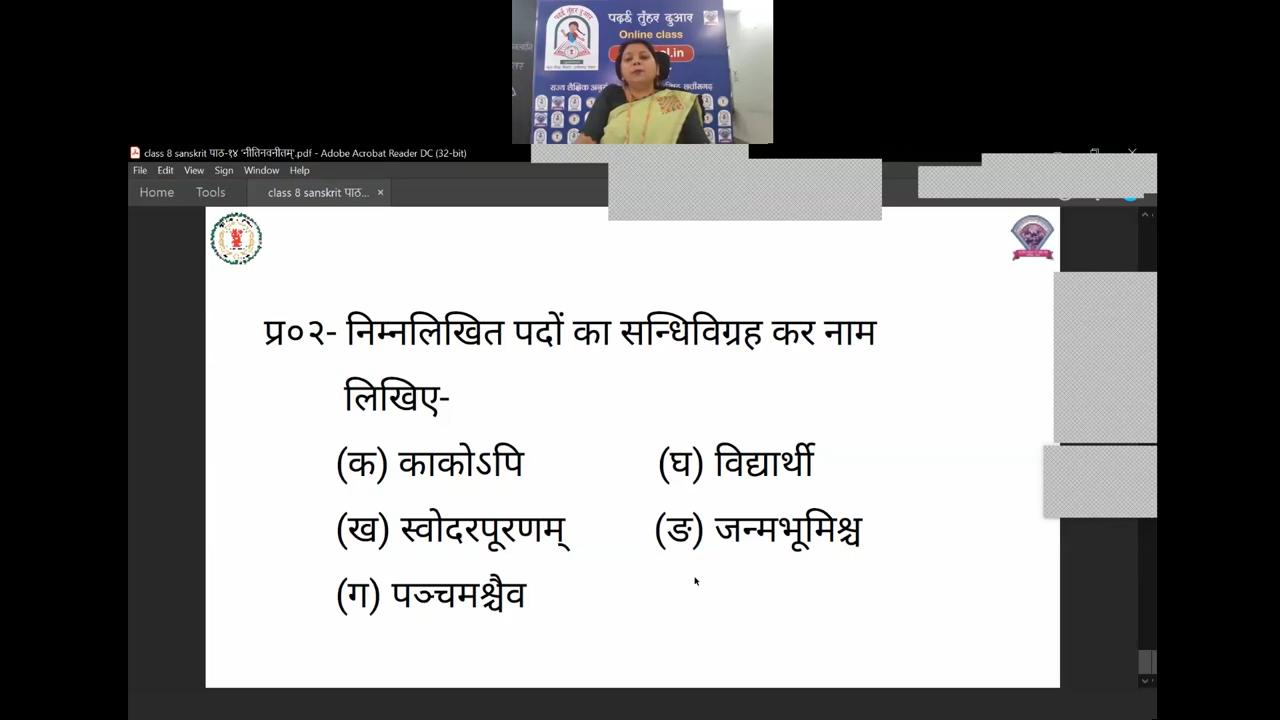 पढ़ई तुंहर दुआर
Online class
class 8 sanskrit पाठ-१४ 'नीतिनवनीतम्'.pdf - Adobe Acrobat Reader DC (32-bit)
File Edit View Sign Window Help
Home Tools class 8 sanskrit पाठ... ×
प्र०२- निम्नलिखित पदों का सन्धिविग्रह कर नाम
लिखिए-
(क) काकोऽपि (घ) विद्यार्थी
(ख) स्वोदरपूरणम् (ङ) जन्मभूमिश्च
(ग) पञ्चमश्चैव